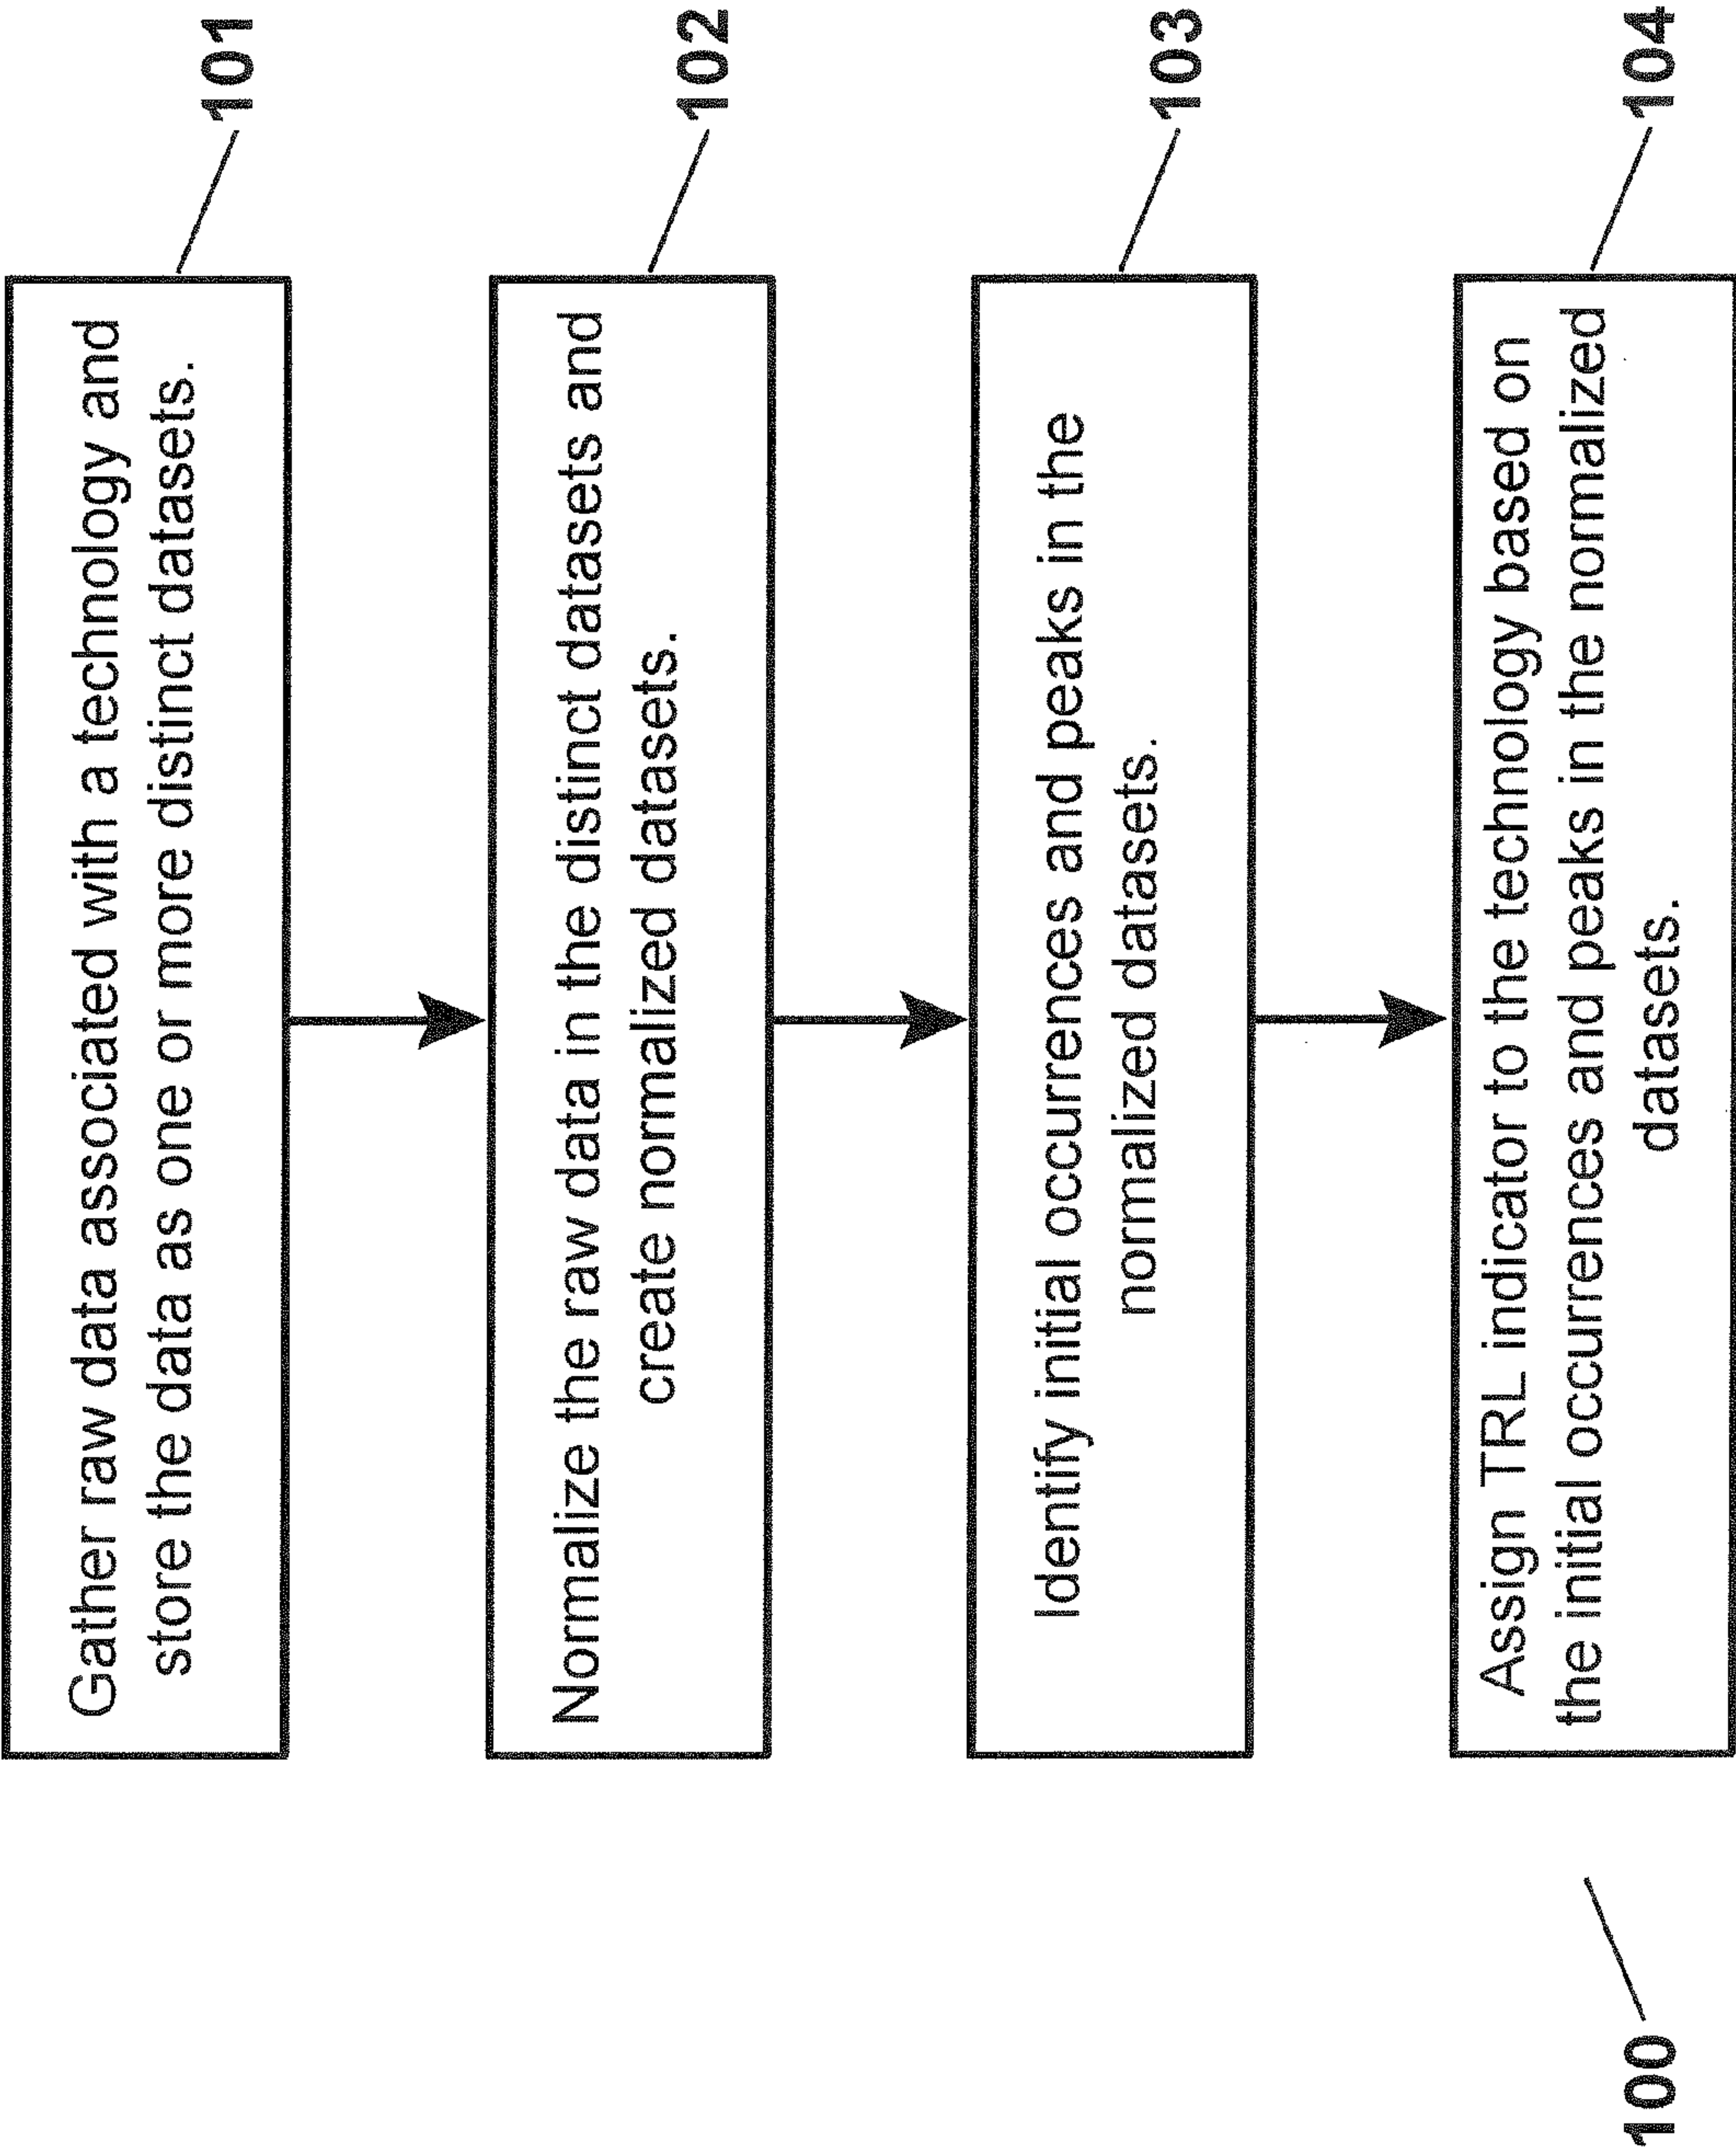 Gather raw data associated with a technology and
store the data as one or more distinct datasets.
101
Normalize the raw data in the distinct datasets and
create normalized datasets.
102
Identify initial occurrences and peaks in the
normalized datasets.
103
Assign TRL indicator to the technology based on
the initial occurrences and peaks in the normalized
datasets.
104
100